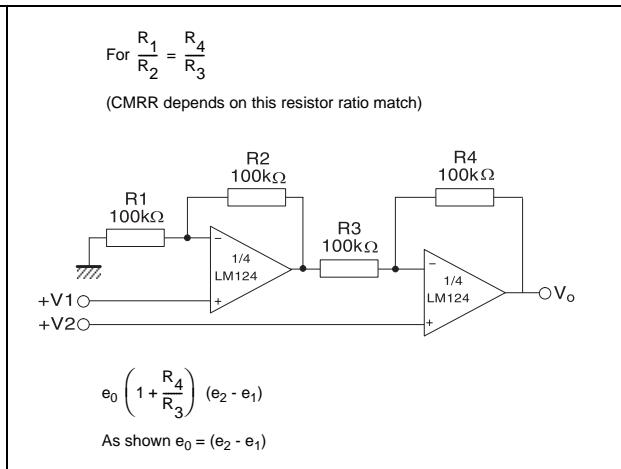 For R1/R2 = R4/R3
(CMRR depends on this resistor ratio match)
R2
100kΩ
R4
100kΩ
R1
100kΩ
R3
100kΩ
-
1/4
LM124
+
-
1/4
LM124
+
+V1
+V2
Vo
e0 (1 + R4/R3) (e2 - e1)
As shown e0 = (e2 - e1)